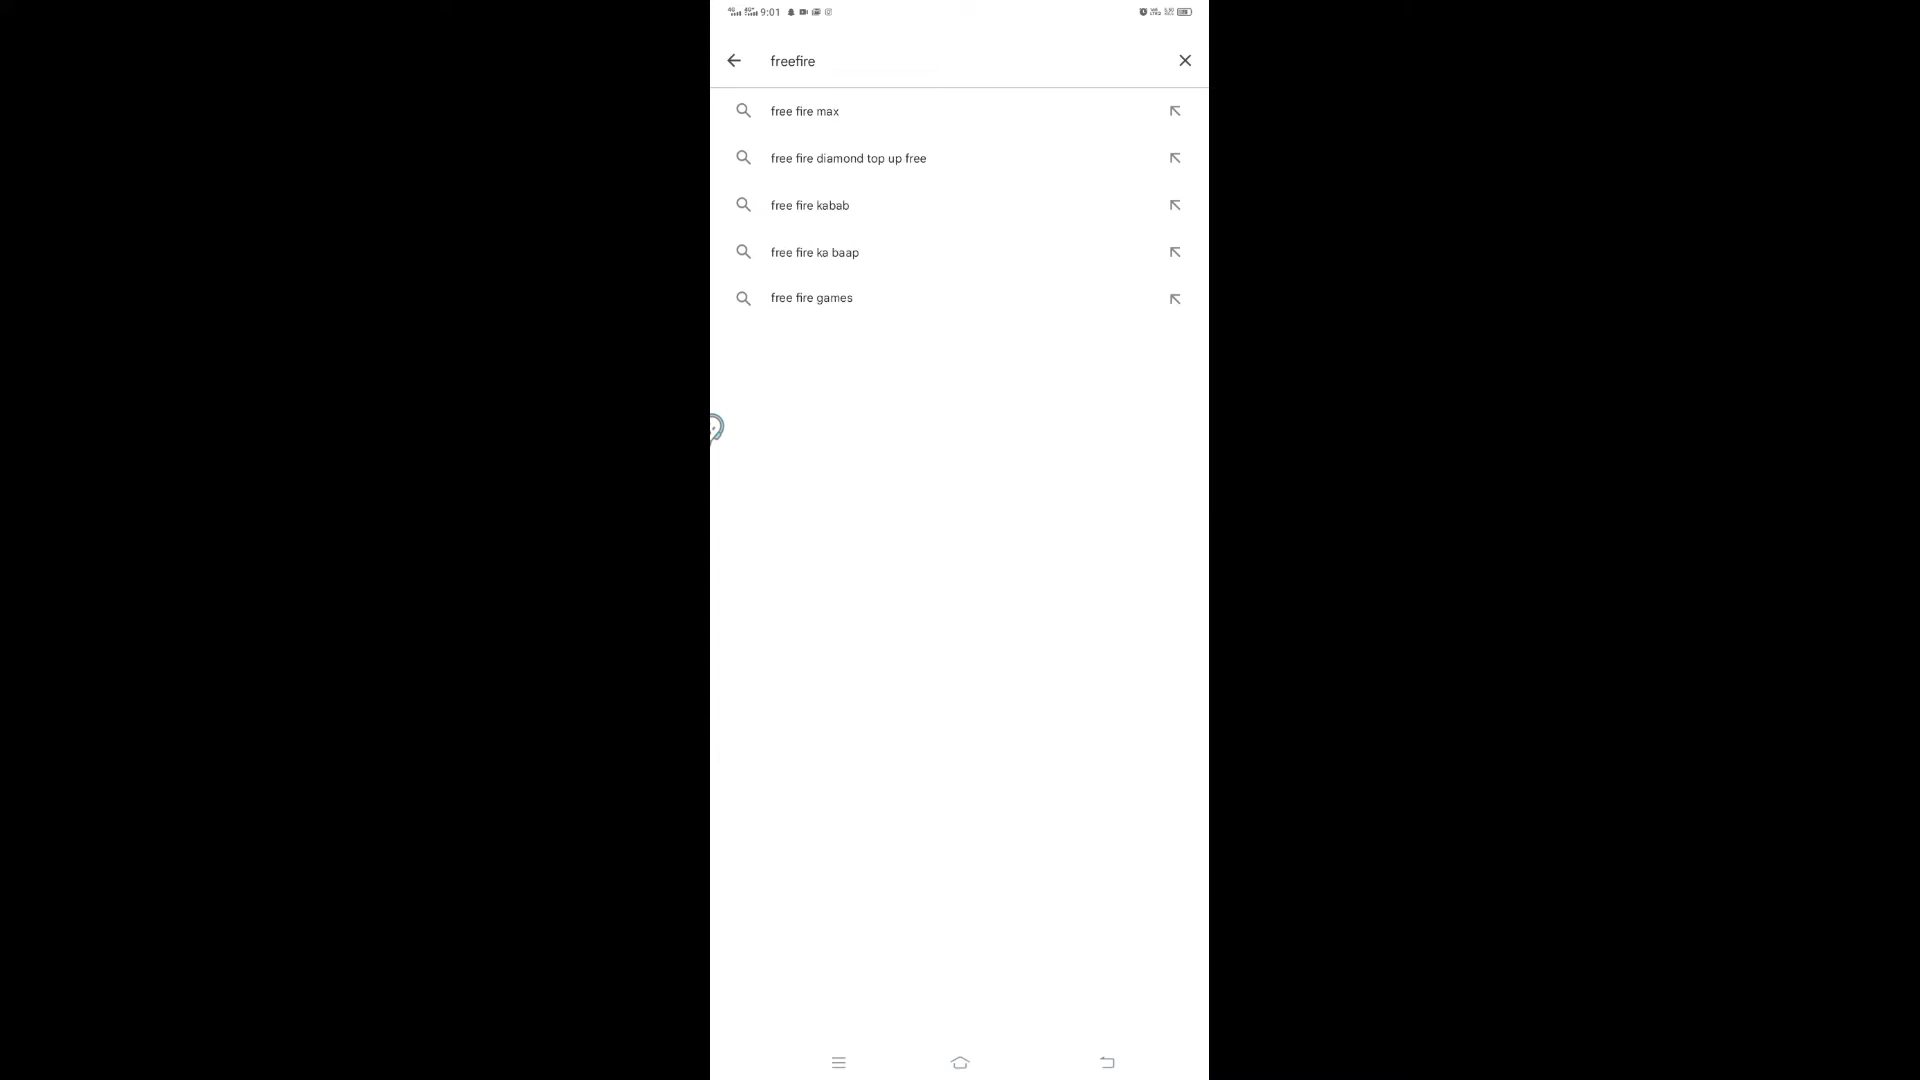 9:01
freefire
free fire max
free fire diamond top up free
free fire kabab
free fire ka baap
free fire games